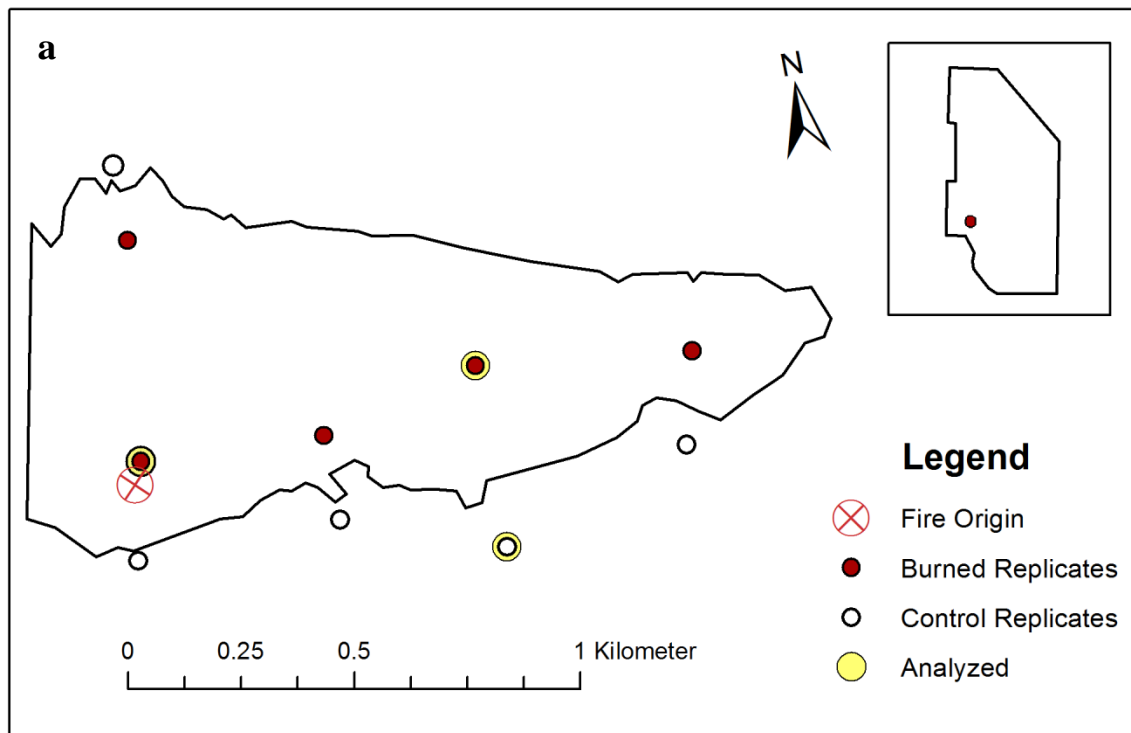 a
N
Legend
Fire Origin
Burned Replicates
Control Replicates
Analyzed
0 0.25 0.5 1 Kilometer